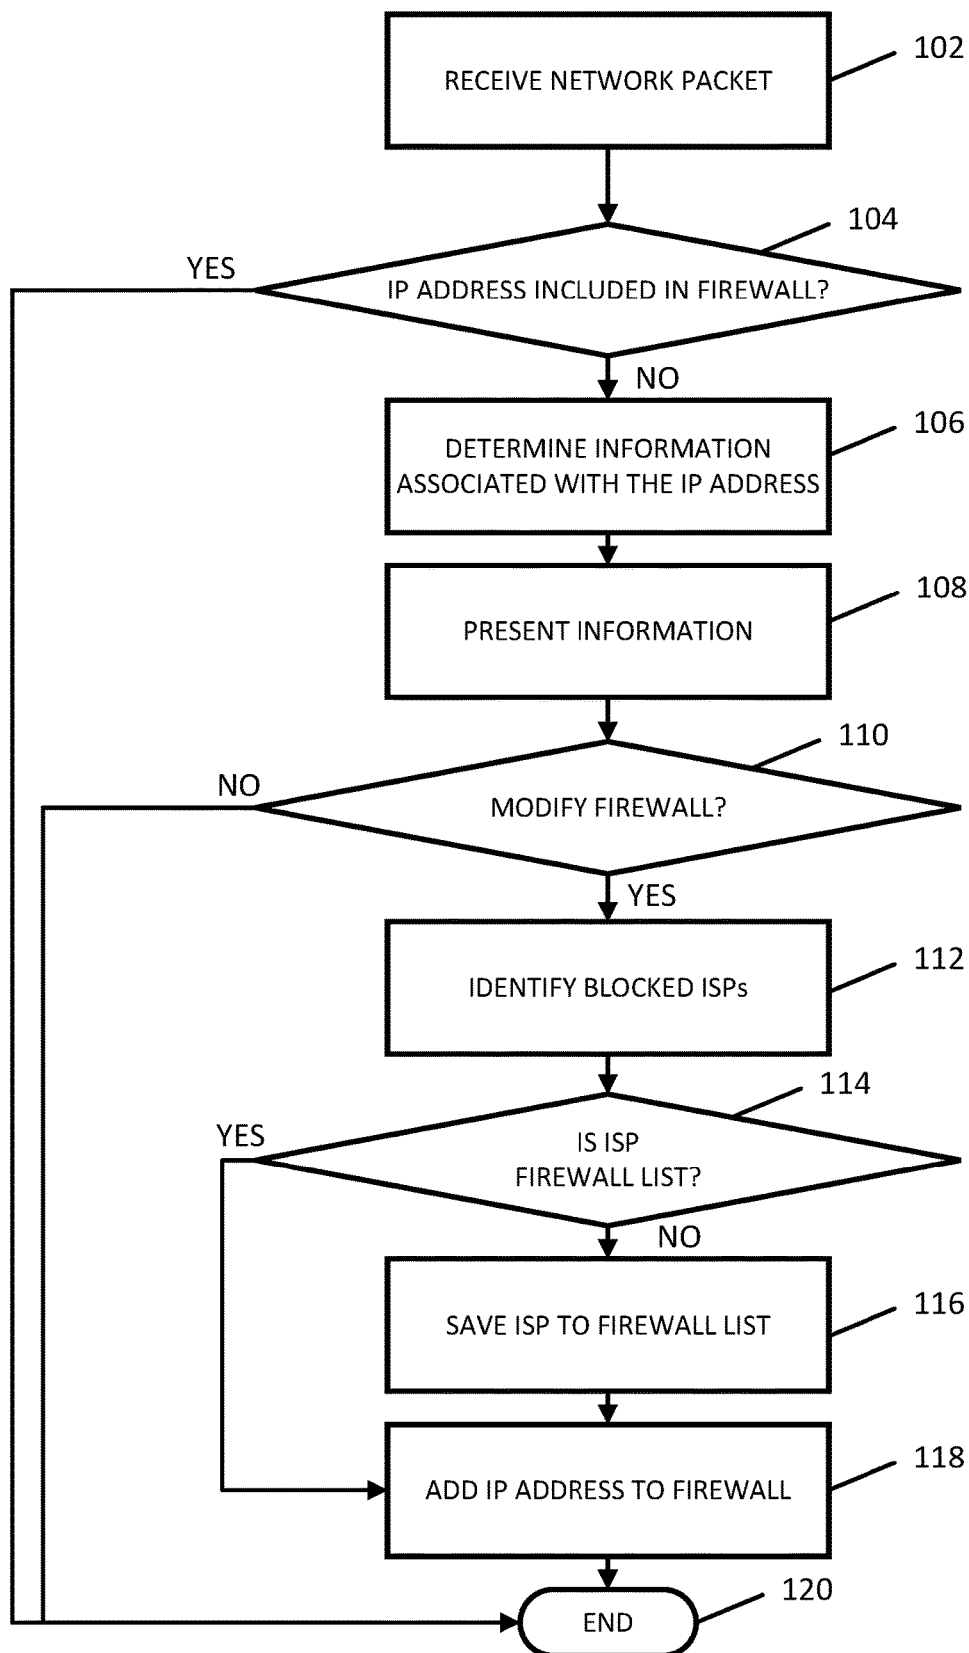 RECEIVE NETWORK PACKET
102
104
YES
IP ADDRESS INCLUDED IN FIREWALL?
NO
106
DETERMINE INFORMATION
ASSOCIATED WITH THE IP ADDRESS
108
PRESENT INFORMATION
110
NO
MODIFY FIREWALL?
YES
112
IDENTIFY BLOCKED ISPs
114
YES
IS ISP
FIREWALL LIST?
NO
116
SAVE ISP TO FIREWALL LIST
118
ADD IP ADDRESS TO FIREWALL
120
END